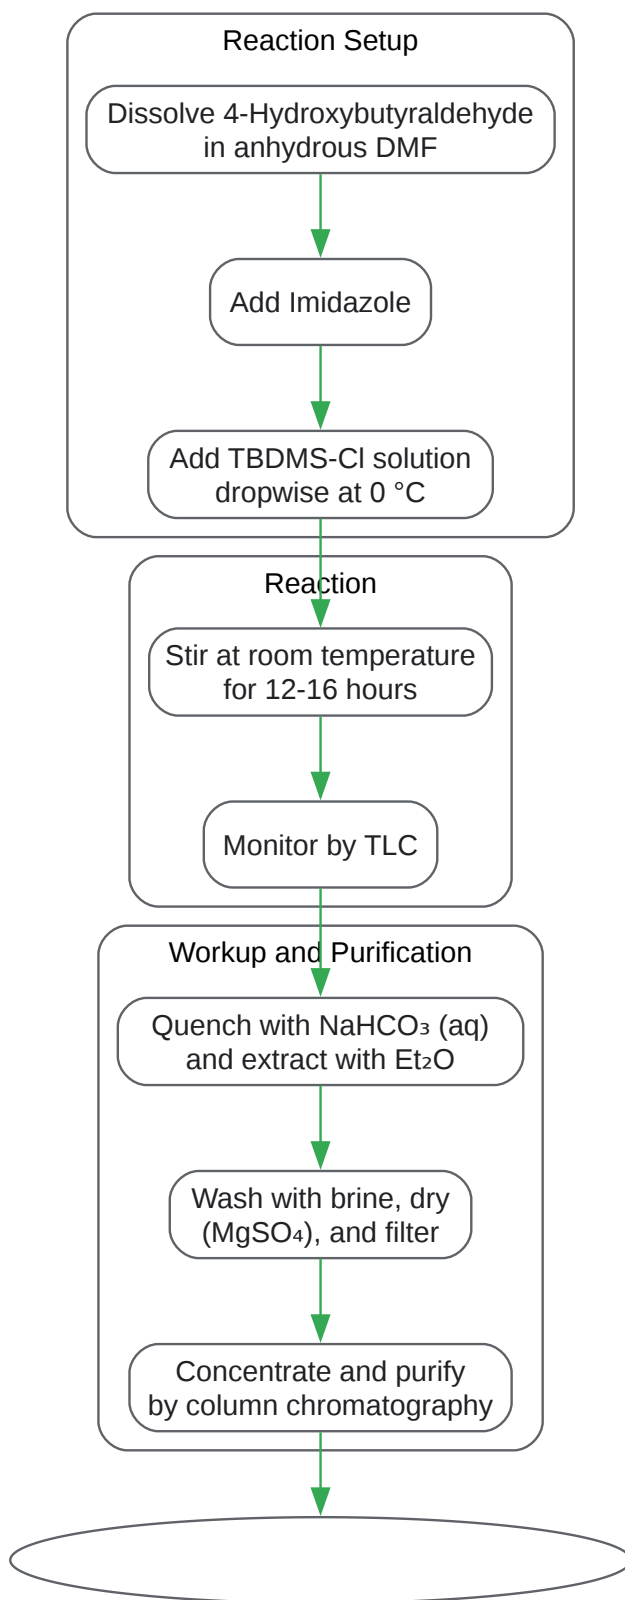 Reaction Setup
Dissolve 4-Hydroxybutyraldehyde
in anhydrous DMF
Add Imidazole
Add TBDMS-Cl solution
dropwise at 0 °C
Reaction
Stir at room temperature
for 12-16 hours
Monitor by TLC
Workup and Purification
Quench with NaHCO₃ (aq)
and extract with Et₂O
Wash with brine, dry
(MgSO₄), and filter
Concentrate and purify
by column chromatography